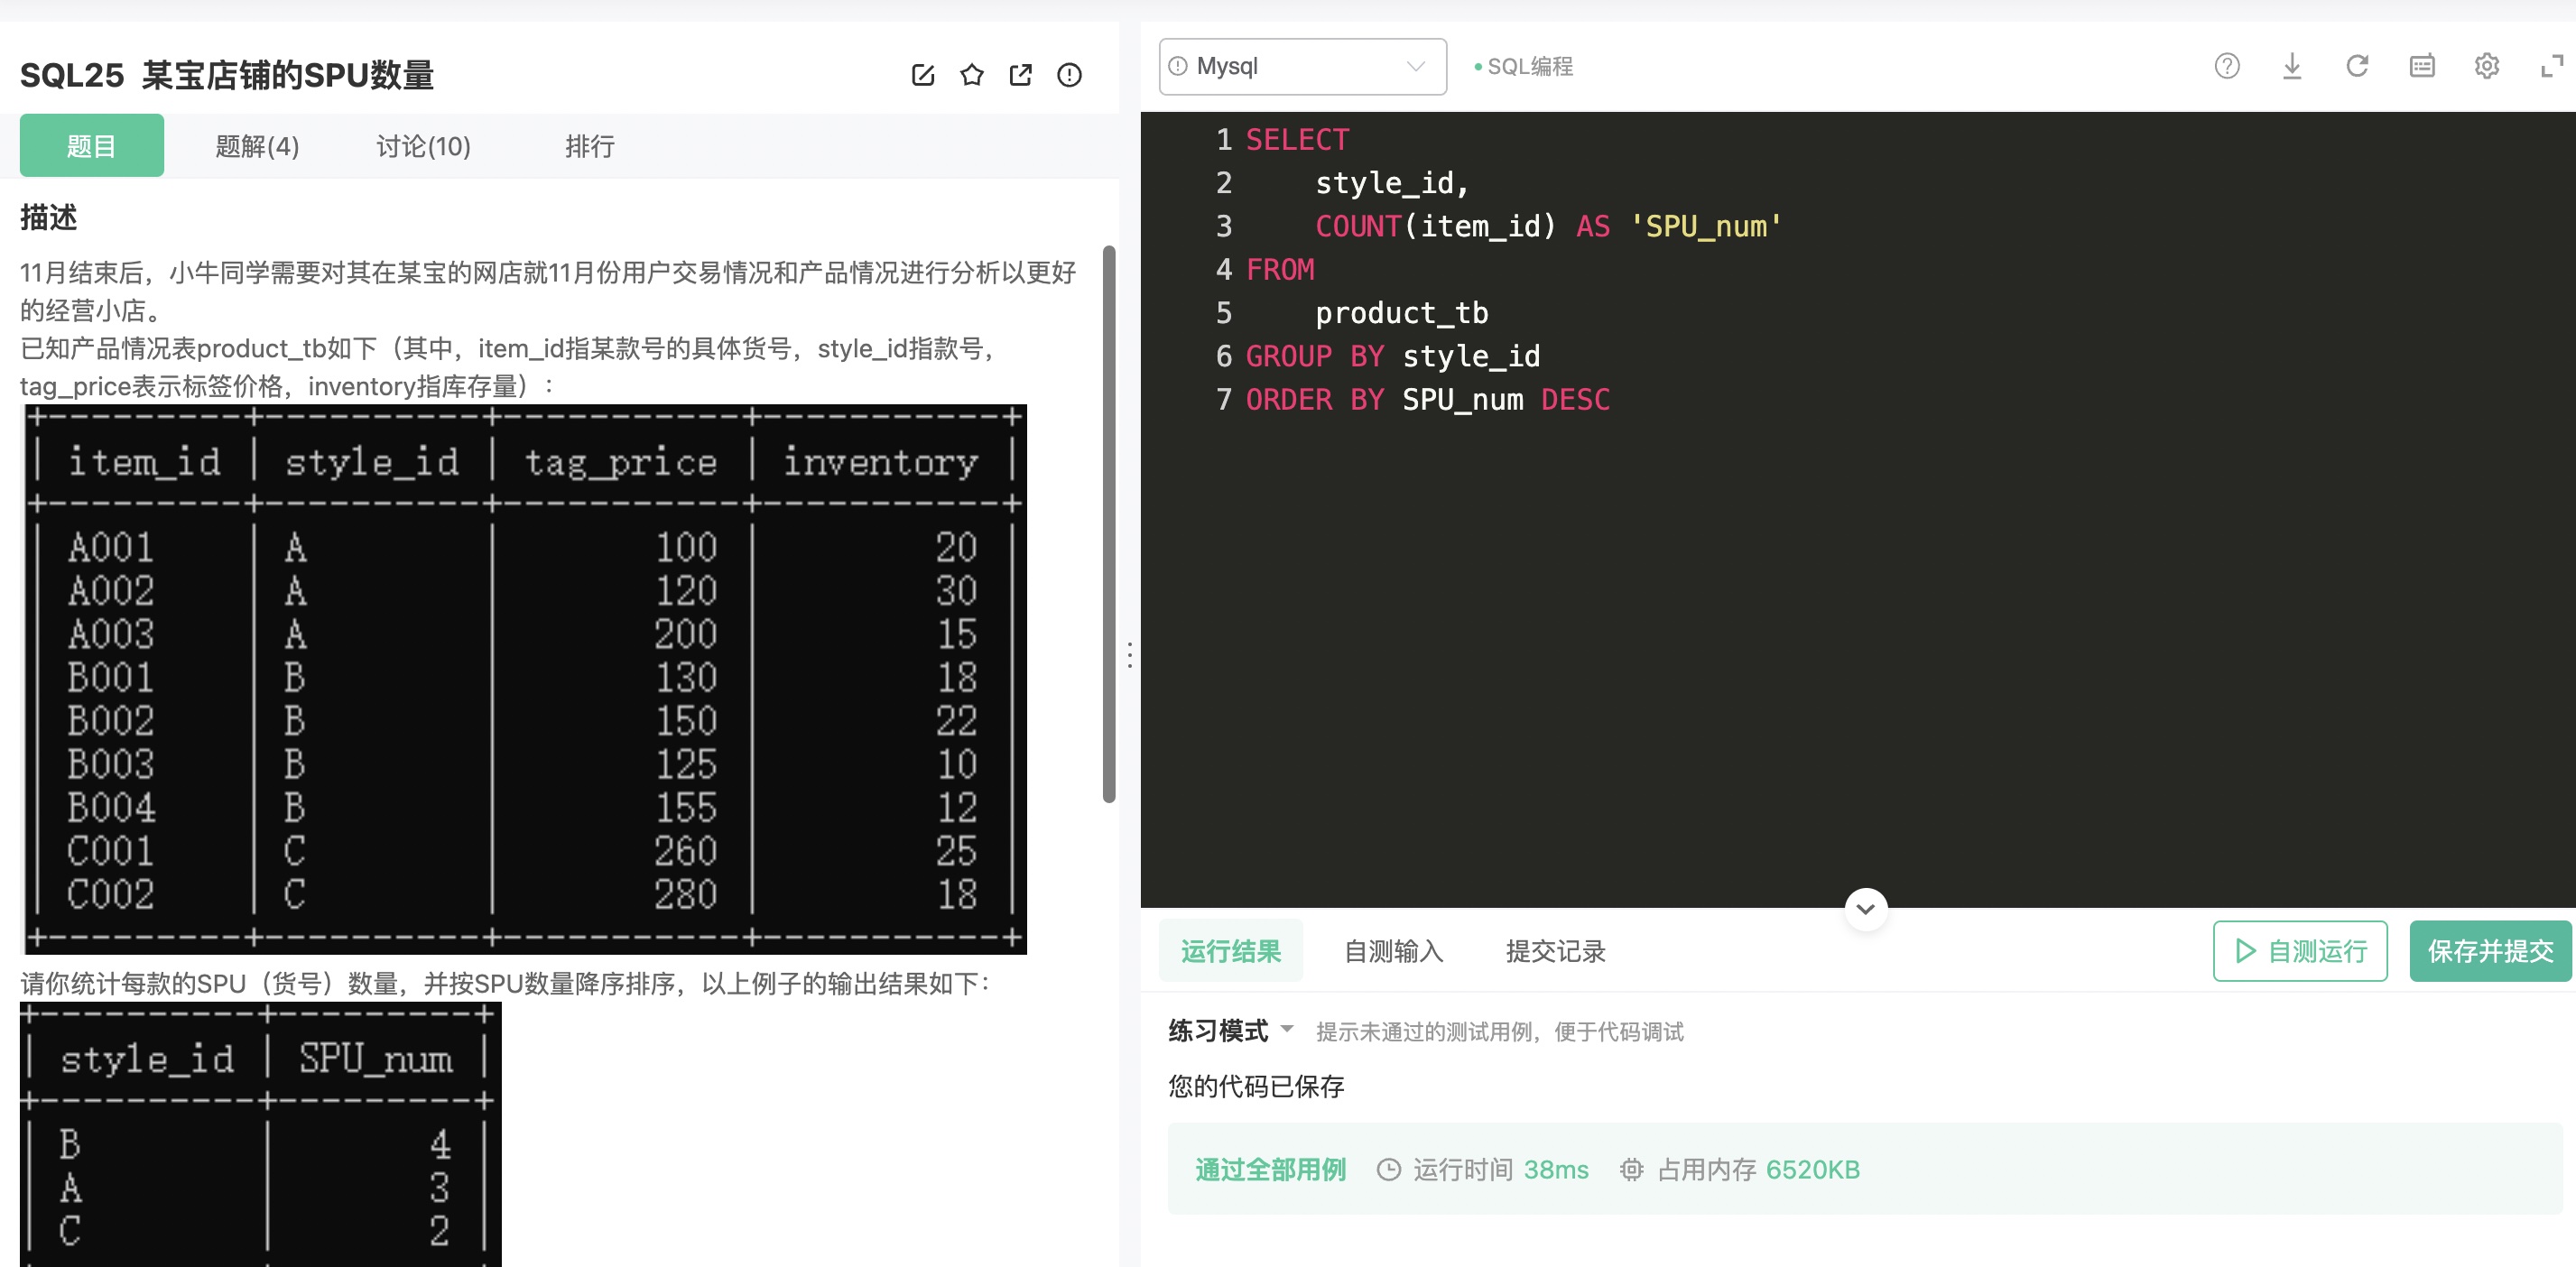 SQL25 某宝店铺的SPU数量
题目 题解(4) 讨论(10) 排行
描述
11月结束后，小牛同学需要对其在某宝的网店就11月份用户交易情况和产品情况进行分析以更好
的经营小店。
已知产品情况表product_tb如下（其中，item_id指某款号的具体货号，style_id指款号，
tag_price表示标签价格，inventory指库存量）：
+---------+----------+-----------+-----------+
| item_id | style_id | tag_price | inventory |
+---------+----------+-----------+-----------+
| A001 | A | 100 | 20 |
| A002 | A | 120 | 30 |
| A003 | A | 200 | 15 |
| B001 | B | 130 | 18 |
| B002 | B | 150 | 22 |
| B003 | B | 125 | 10 |
| B004 | B | 155 | 12 |
| C001 | C | 260 | 25 |
| C002 | C | 280 | 18 |
+---------+----------+-----------+-----------+
请你统计每款的SPU（货号）数量，并按SPU数量降序排序，以上例子的输出结果如下：
+----------+---------+
| style_id | SPU_num |
+----------+---------+
| B | 4 |
| A | 3 |
| C | 2 |
Mysql
SQL编程
1 SELECT
2 style_id,
3 COUNT(item_id) AS 'SPU_num'
4 FROM
5 product_tb
6 GROUP BY style_id
7 ORDER BY SPU_num DESC
运行结果 自测输入 提交记录 自测运行 保存并提交
练习模式 提示未通过的测试用例，便于代码调试
您的代码已保存
通过全部用例 运行时间 38ms 占用内存 6520KB